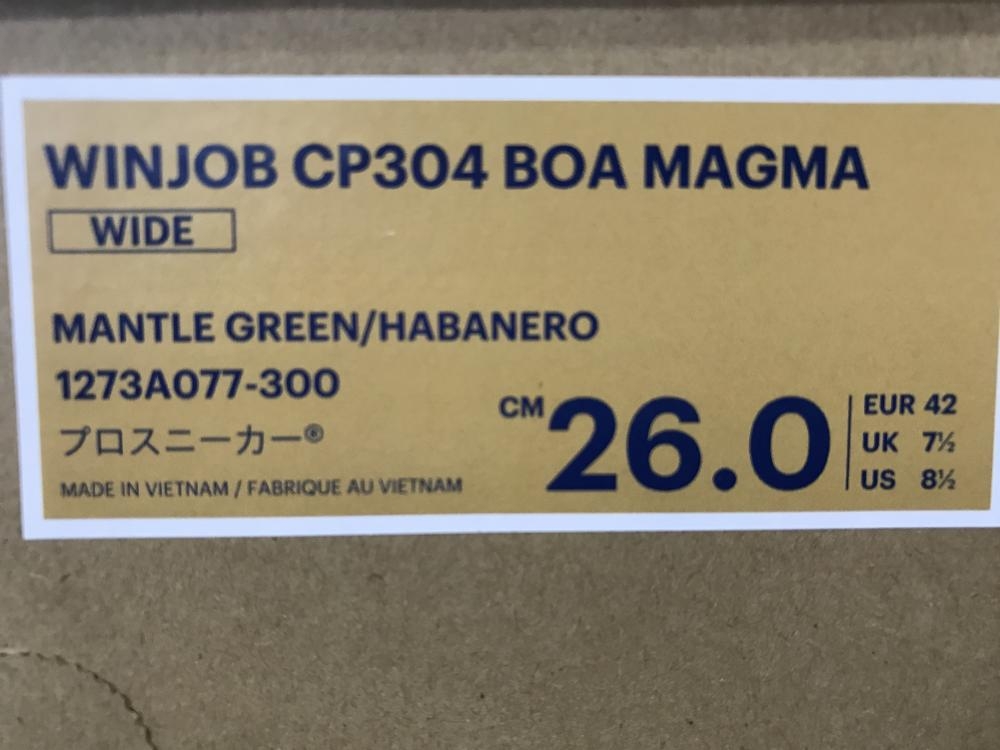 WINJOB CP304 BOA MAGMA
WIDE
MANTLE GREEN/HABANERO
1273A077-300
プロスニーカー®
MADE IN VIETNAM / FABRIQUE AU VIETNAM
CM 26.0
EUR 42
UK 7½
US 8½